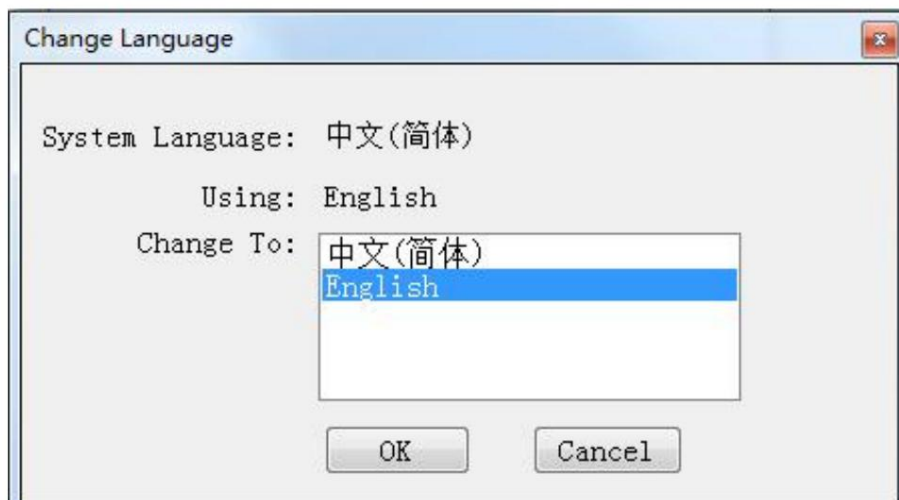 Change Language
System Language: 中文(简体)
Using: English
Change To: 中文(简体)
English
OK Cancel